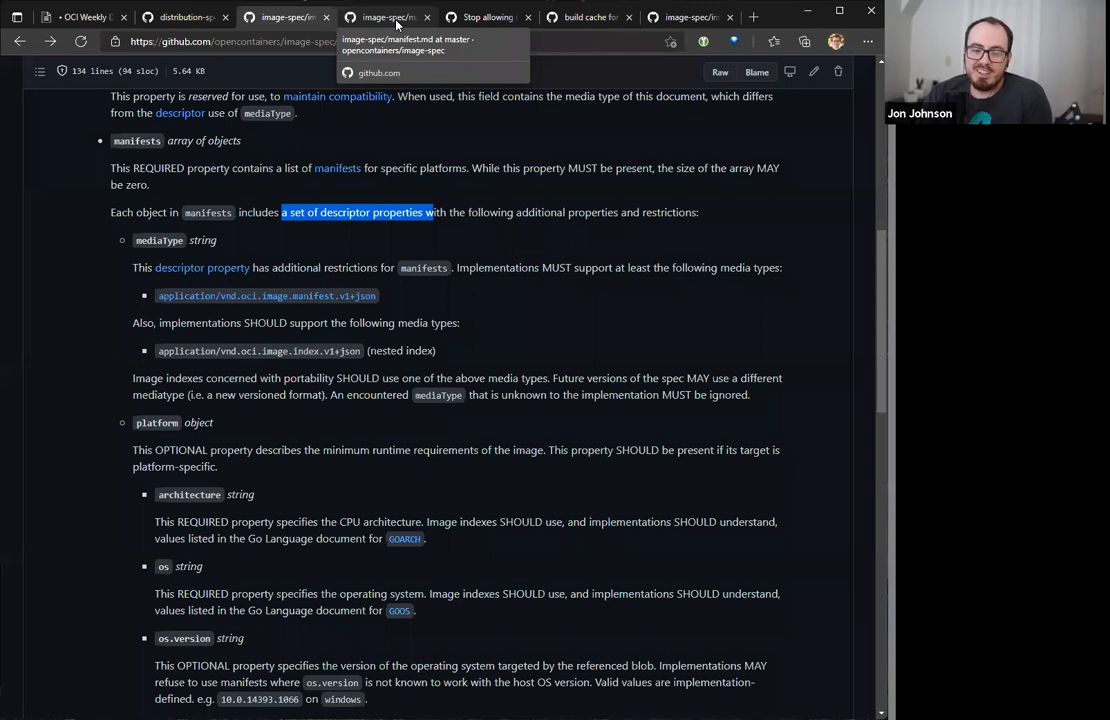 • OCI Weekly D
distribution-sp
image-spec/im
image-spec/ma
Stop allowing
build cache for
image-spec/im
https://github.com/opencontainers/image-spec/
image-spec/manifest.md at master ·
opencontainers/image-spec
github.com
Jon Johnson
134 lines (94 sloc)
5.64 KB
Raw
Blame
This property is reserved for use, to maintain compatibility. When used, this field contains the media type of this document, which differs
from the descriptor use of mediaType.
• manifests array of objects
This REQUIRED property contains a list of manifests for specific platforms. While this property MUST be present, the size of the array MAY
be zero.
Each object in manifests includes a set of descriptor properties with the following additional properties and restrictions:
mediaType string
This descriptor property has additional restrictions for manifests. Implementations MUST support at least the following media types:
application/vnd.oci.image.manifest.v1+json
Also, implementations SHOULD support the following media types:
application/vnd.oci.image.index.v1+json (nested index)
Image indexes concerned with portability SHOULD use one of the above media types. Future versions of the spec MAY use a different
mediatype (i.e. a new versioned format). An encountered mediaType that is unknown to the implementation MUST be ignored.
platform object
This OPTIONAL property describes the minimum runtime requirements of the image. This property SHOULD be present if its target is
platform-specific.
architecture string
This REQUIRED property specifies the CPU architecture. Image indexes SHOULD use, and implementations SHOULD understand,
values listed in the Go Language document for GOARCH.
os string
This REQUIRED property specifies the operating system. Image indexes SHOULD use, and implementations SHOULD understand,
values listed in the Go Language document for GOOS.
os.version string
This OPTIONAL property specifies the version of the operating system targeted by the referenced blob. Implementations MAY
refuse to use manifests where os.version is not known to work with the host OS version. Valid values are implementation-
defined. e.g. 10.0.14393.1066 on windows.